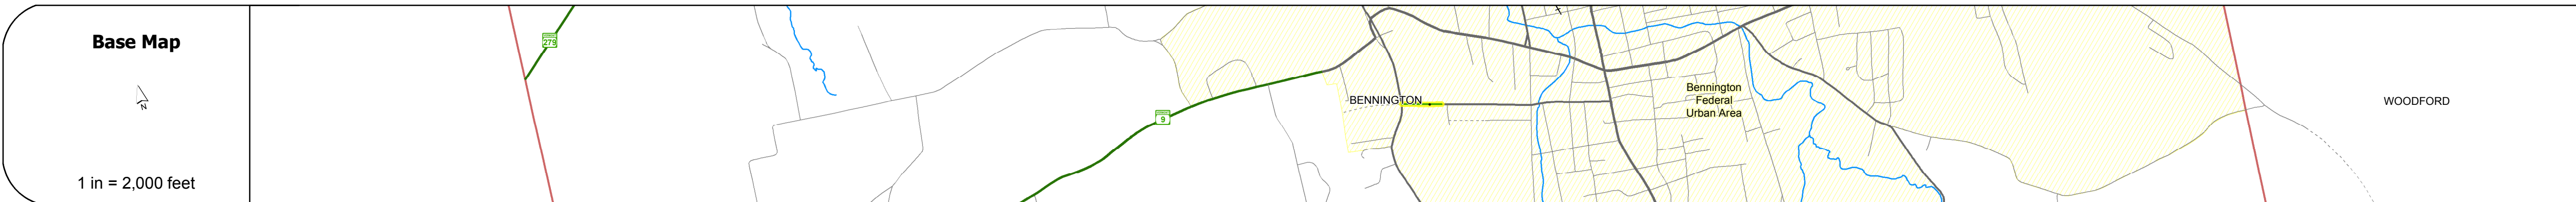 Base Map
N
1 in = 2,000 feet
279
9
BENNINGTON
Bennington
Federal
Urban Area
WOODFORD